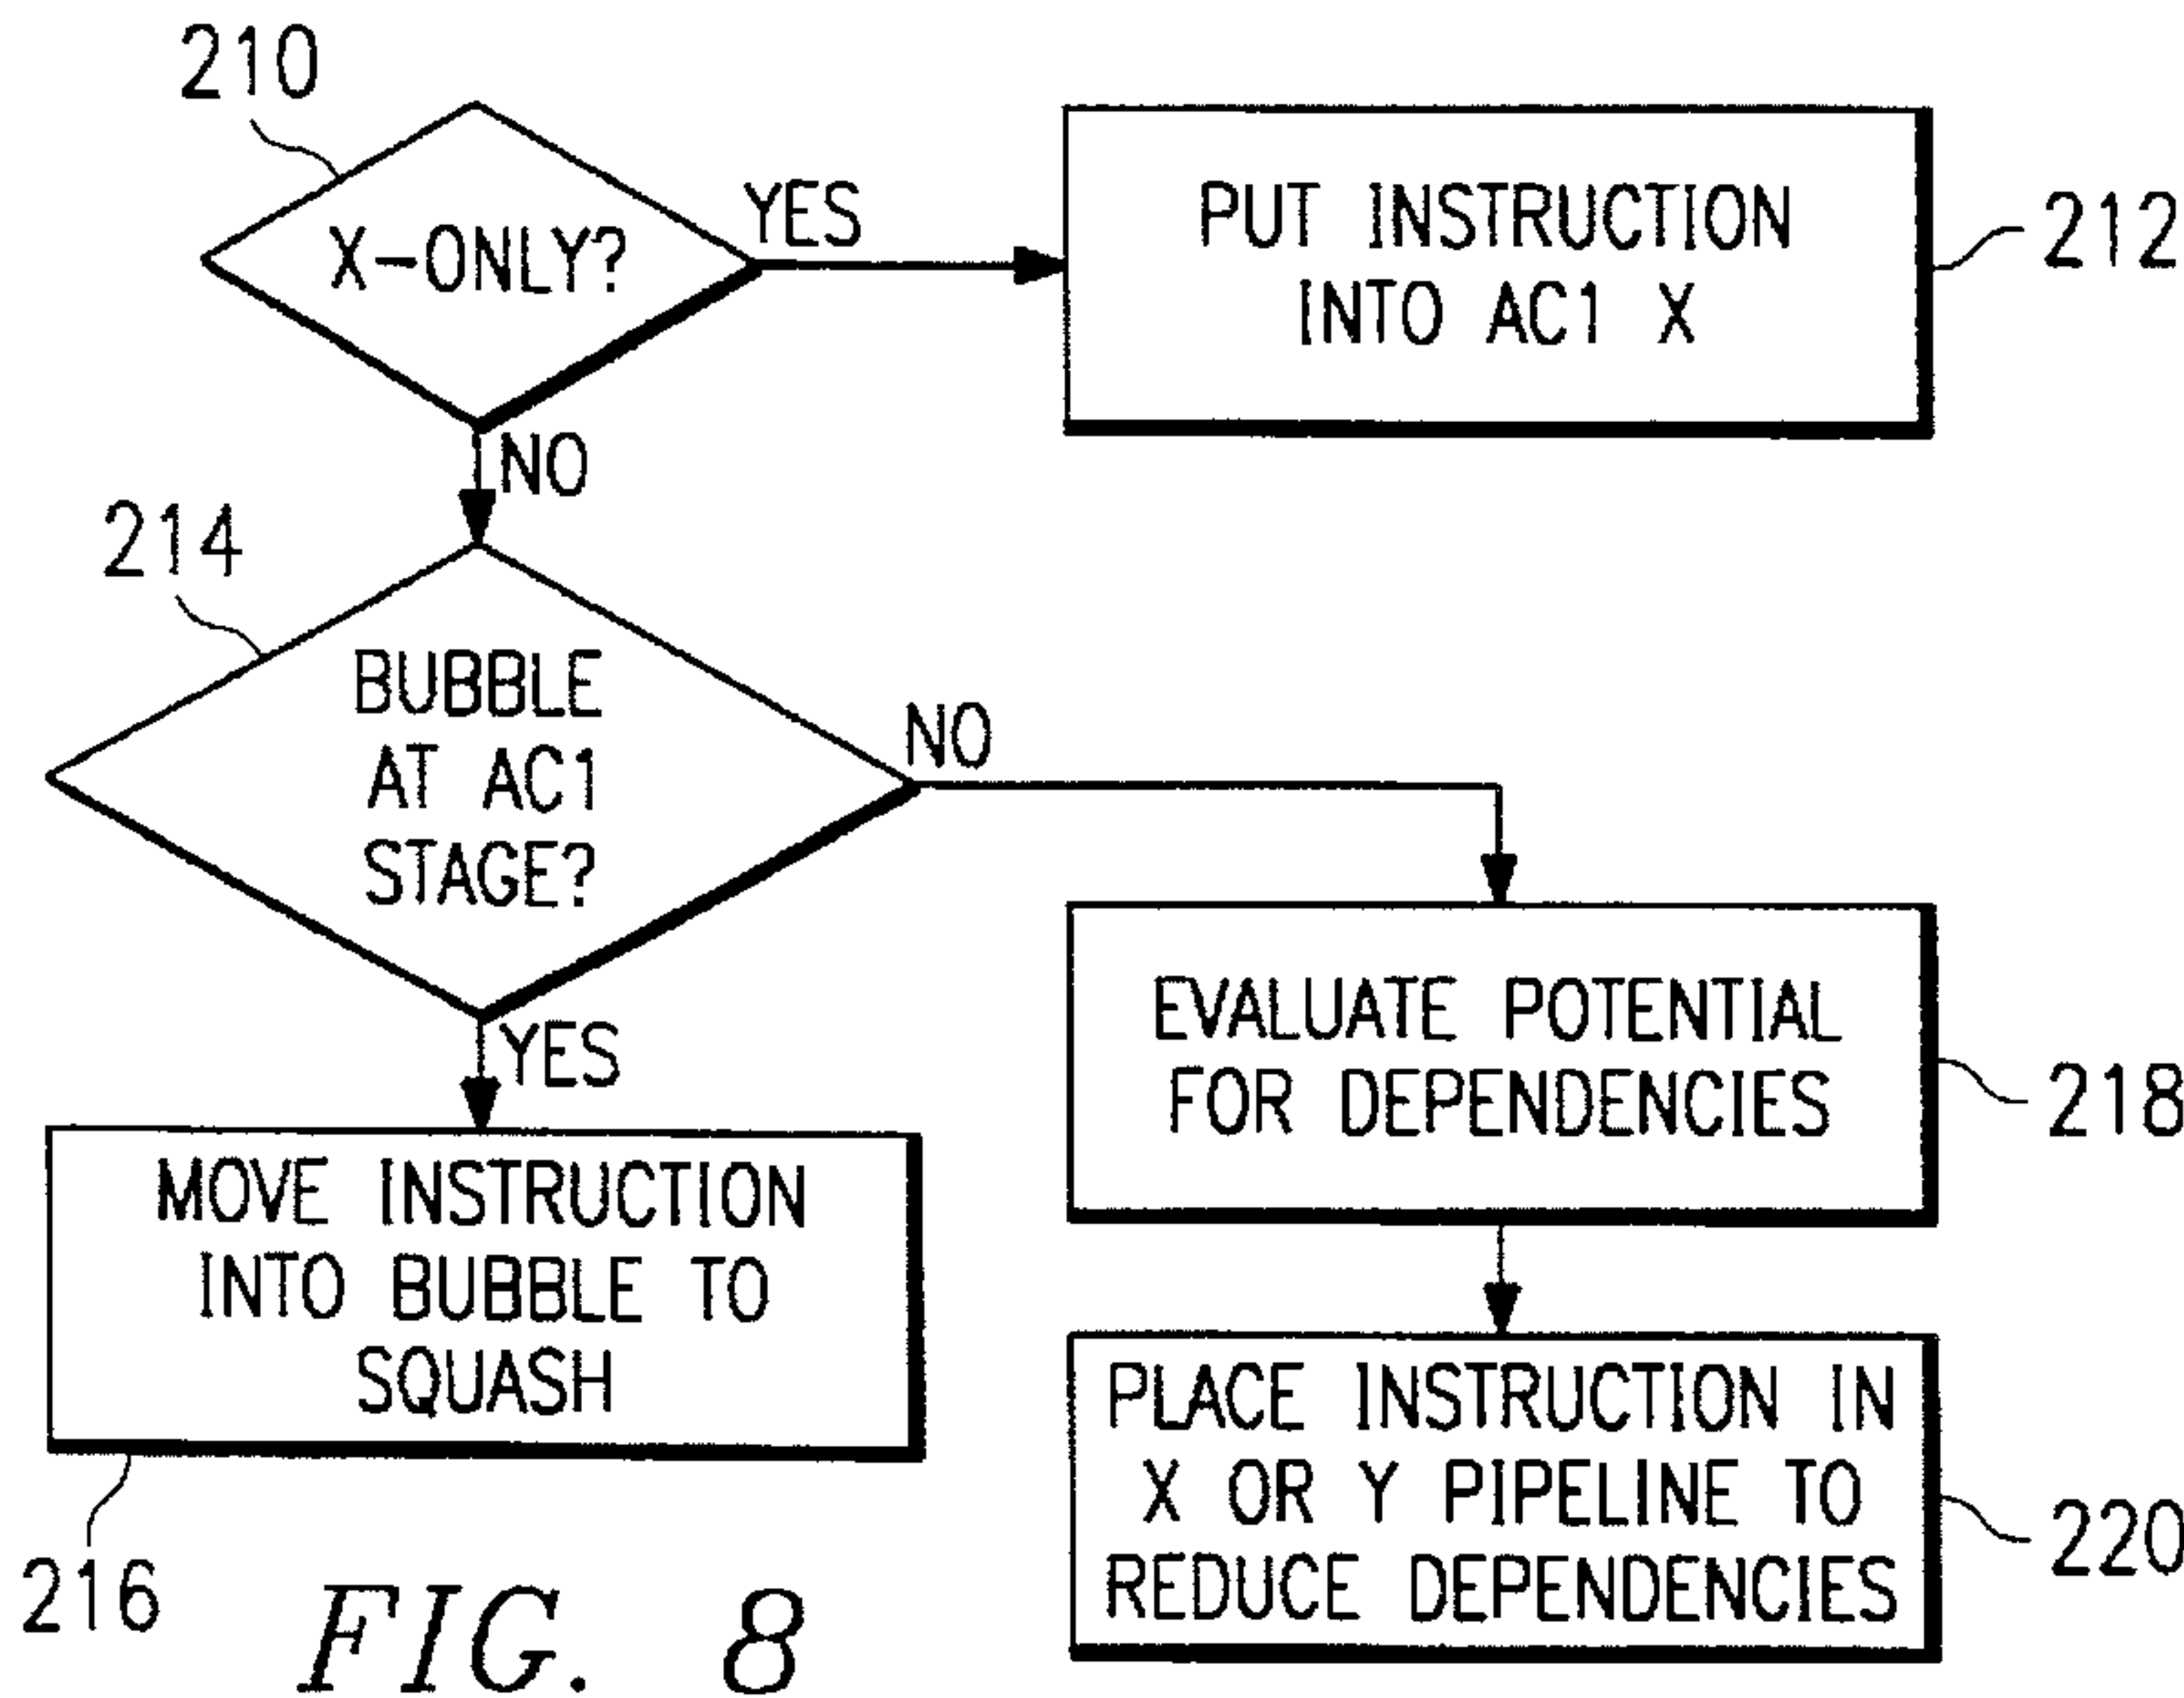 210
X-ONLY?
YES
PUT INSTRUCTION
INTO AC1 X
212
NO
214
BUBBLE
AT AC1
STAGE?
NO
YES
EVALUATE POTENTIAL
FOR DEPENDENCIES
218
MOVE INSTRUCTION
INTO BUBBLE TO
SQUASH
216
PLACE INSTRUCTION IN
X OR Y PIPELINE TO
REDUCE DEPENDENCIES
220
FIG. 8